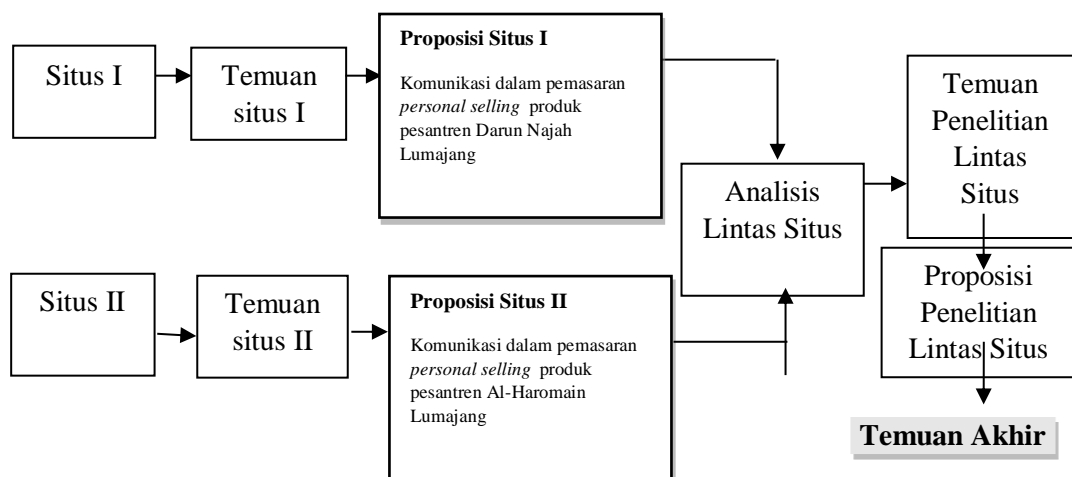 Situs I
Temuan
situs I
Proposisi Situs I
Komunikasi dalam pemasaran
personal selling produk
pesantren Darun Najah
Lumajang
Analisis
Lintas Situs
Temuan
Penelitian
Lintas
Situs
Situs II
Temuan
situs II
Proposisi Situs II
Komunikasi dalam pemasaran
personal selling produk
pesantren Al-Haromain
Lumajang
Proposisi
Penelitian
Lintas Situs
Temuan Akhir